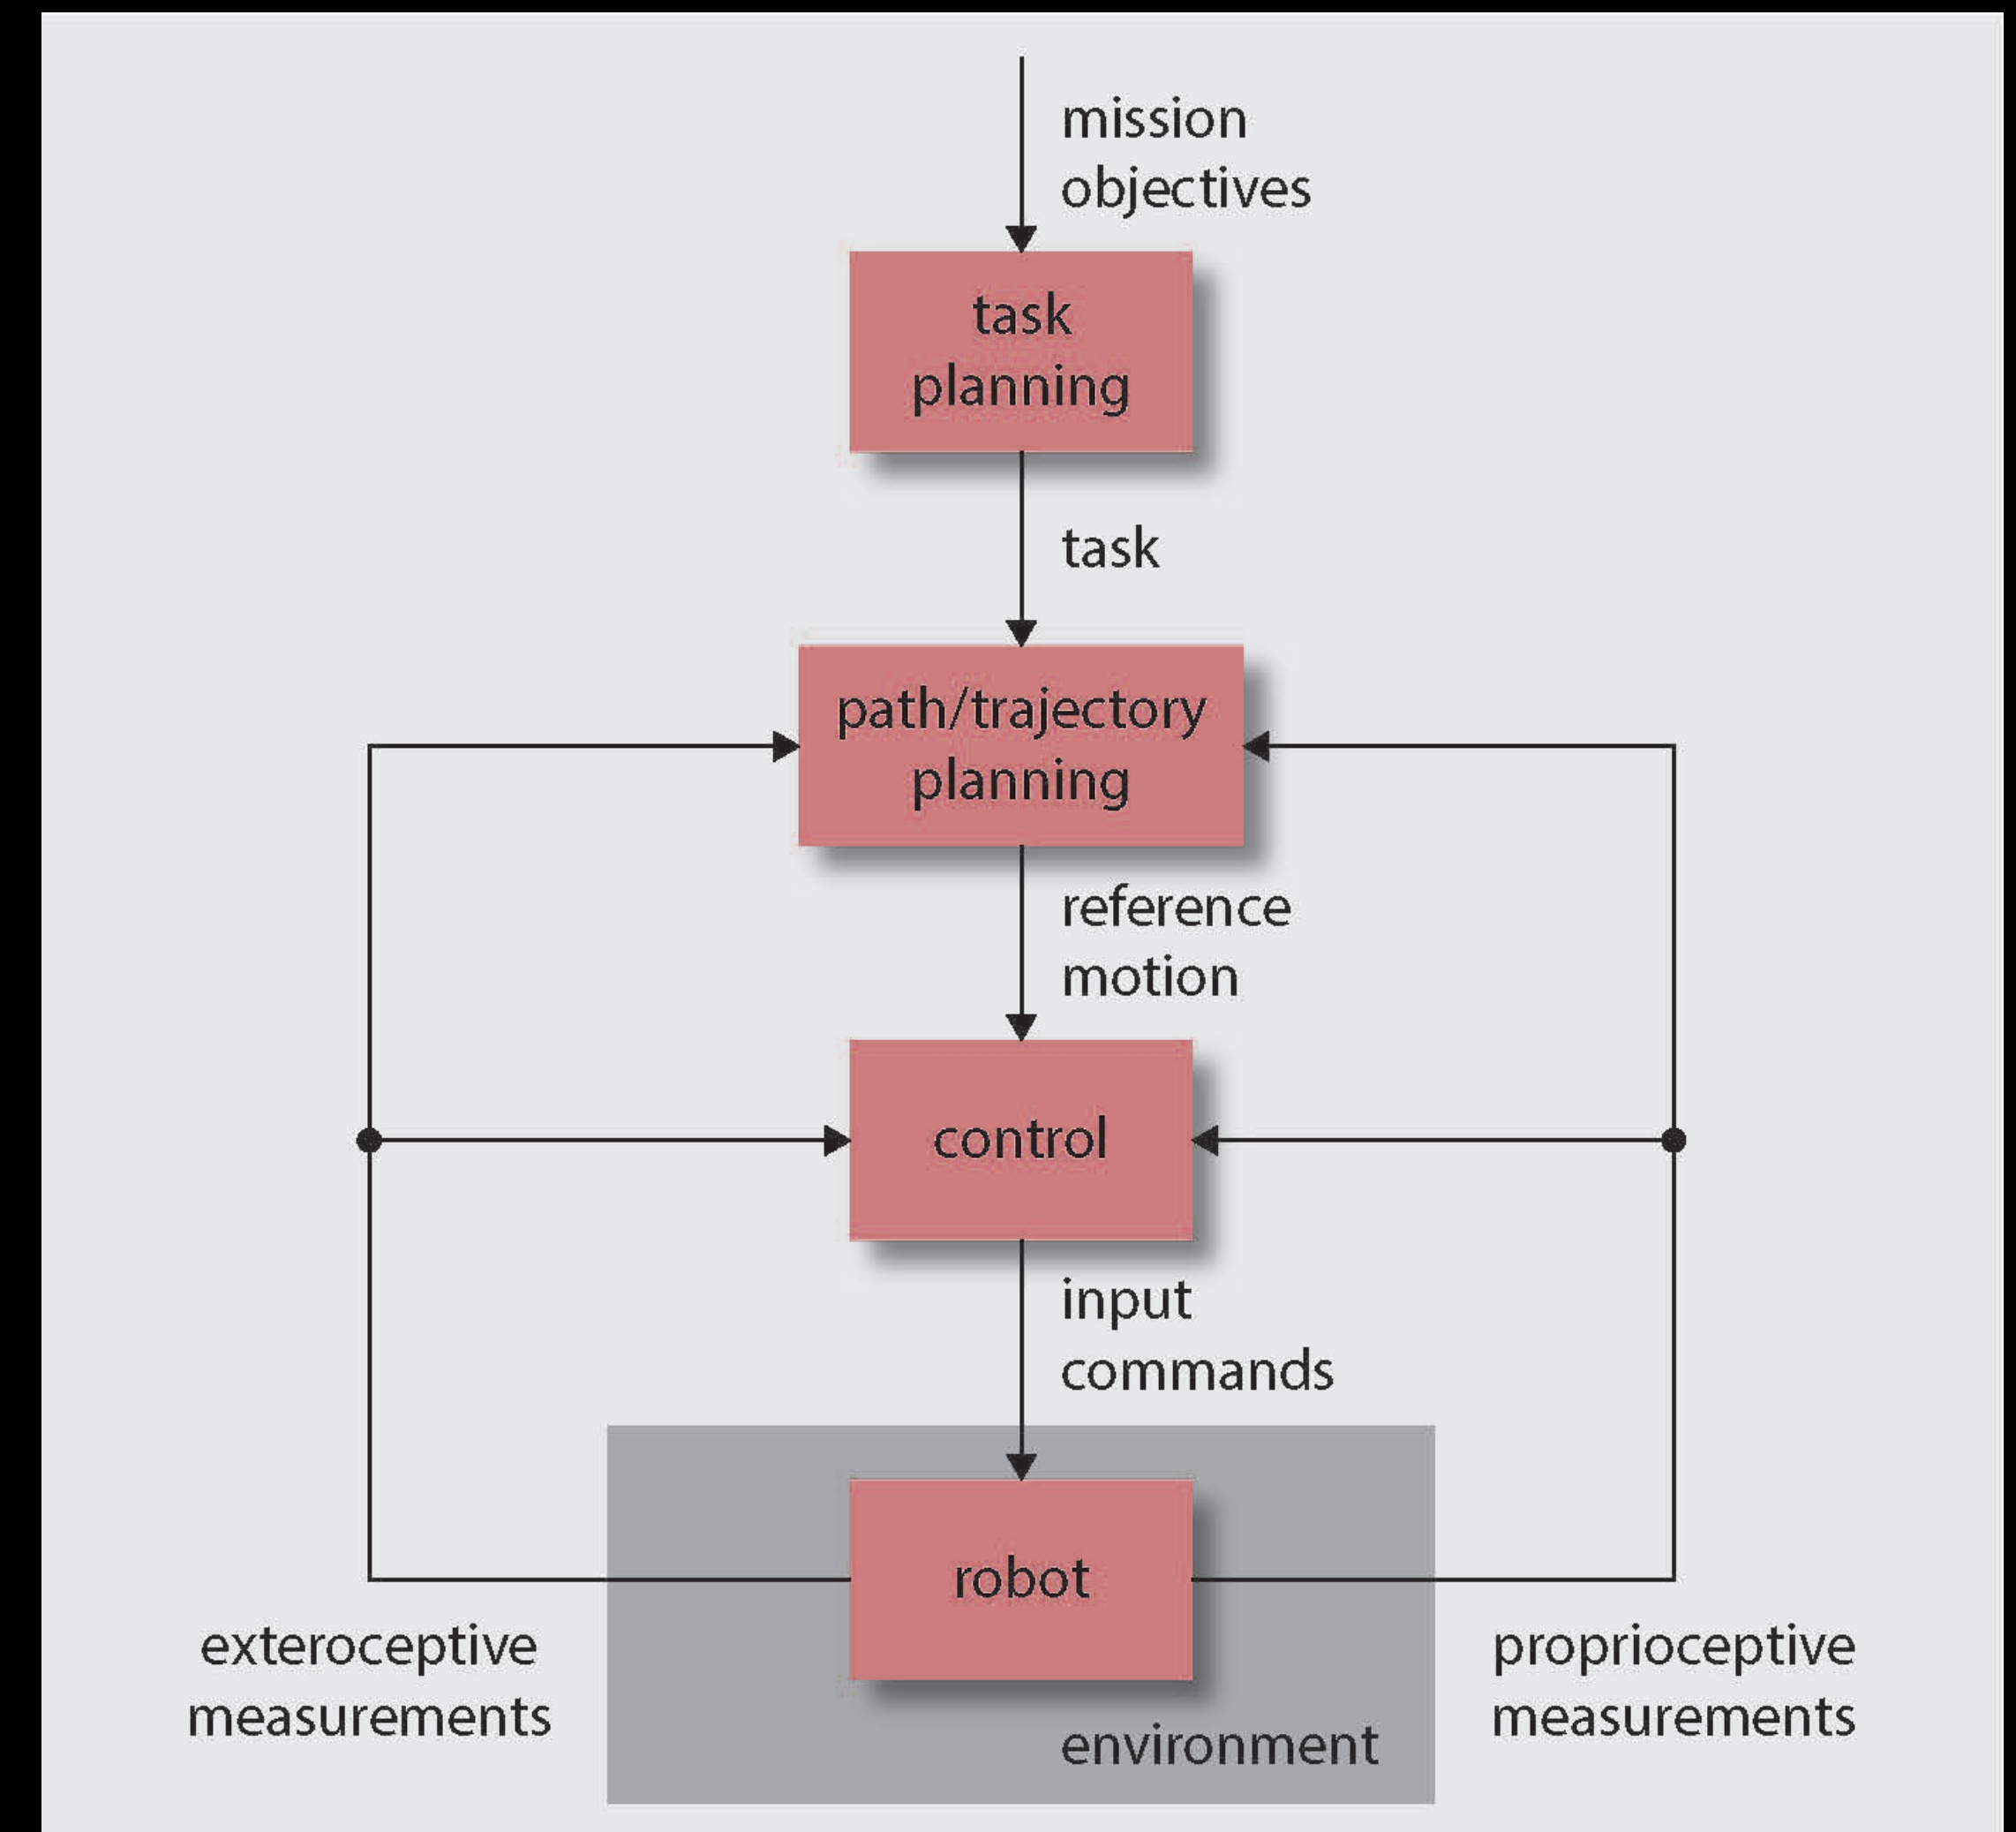 mission
objectives
task
planning
task
path/trajectory
planning
reference
motion
control
input
commands
robot
exteroceptive
measurements
proprioceptive
measurements
environment